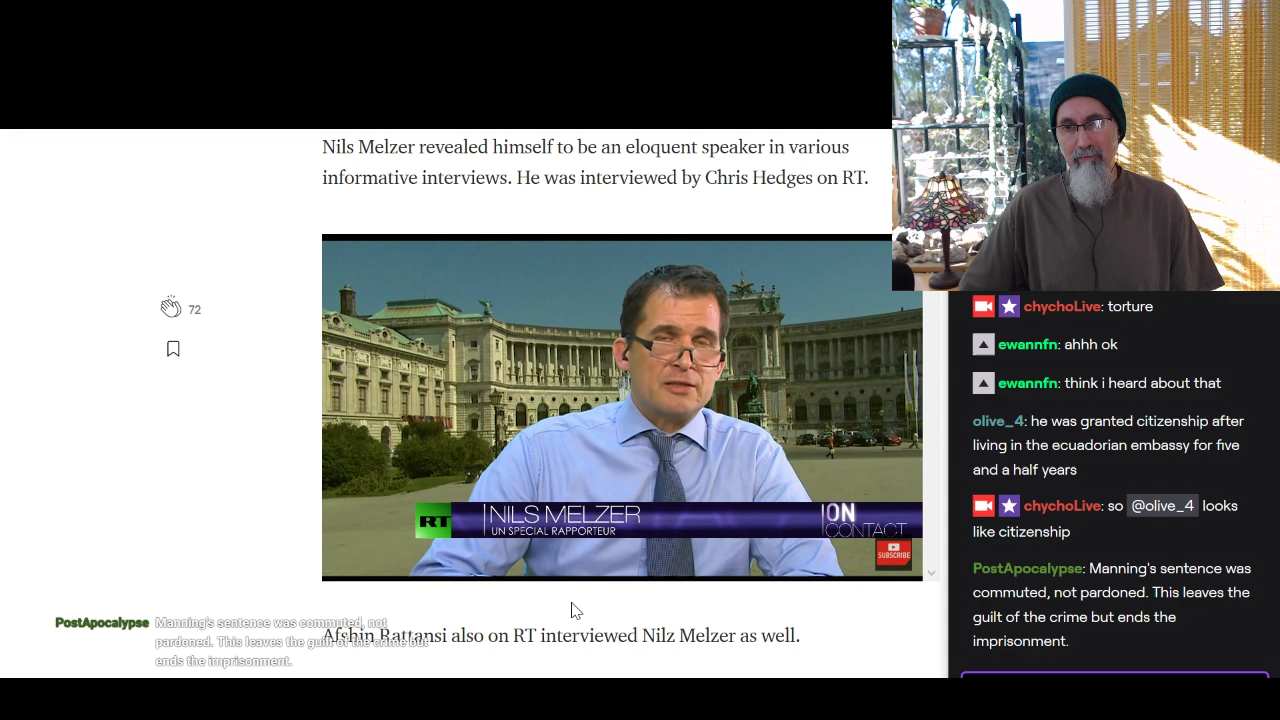 Nils Melzer revealed himself to be an eloquent speaker in various
informative interviews. He was interviewed by Chris Hedges on RT.
72
RT
NILS MELZER
UN SPECIAL RAPPORTEUR
ON
CONTACT
SUBSCRIBE
Afshin Rattansi also on RT interviewed Nilz Melzer as well.
PostApocalypse Manning's sentence was commuted, not
pardoned. This leaves the guilt of the crime but
ends the imprisonment.
chychoLive: torture
ewannfn: ahhh ok
ewannfn: think i heard about that
olive_4: he was granted citizenship after
living in the ecuadorian embassy for five
and a half years
chychoLive: so @olive_4 looks
like citizenship
PostApocalypse: Manning's sentence was
commuted, not pardoned. This leaves the
guilt of the crime but ends the
imprisonment.